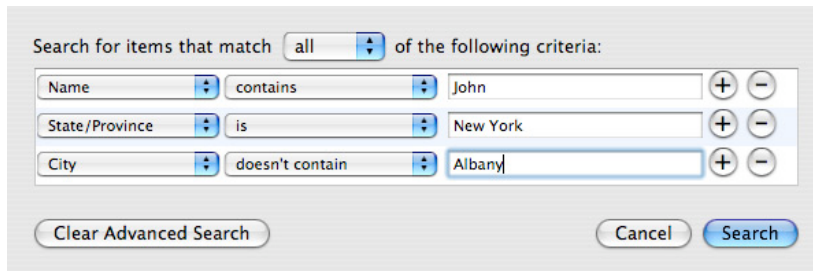 Search for items that match all of the following criteria:
Name contains John
State/Province is New York
City doesn't contain Albany
Clear Advanced Search Cancel Search